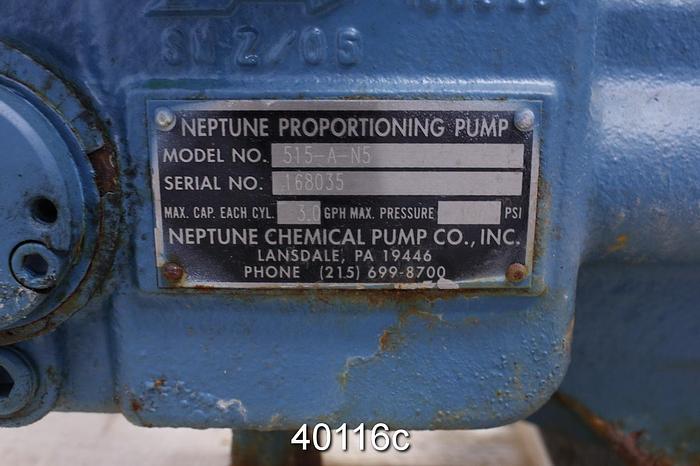 SN 2/06
NEPTUNE PROPORTIONING PUMP
MODEL NO. 515-A-N5
SERIAL NO. 168035
MAX. CAP. EACH CYL. 3.0 GPH MAX. PRESSURE PSI
NEPTUNE CHEMICAL PUMP CO., INC.
LANSDALE, PA 19446
PHONE (215) 699-8700
40116c